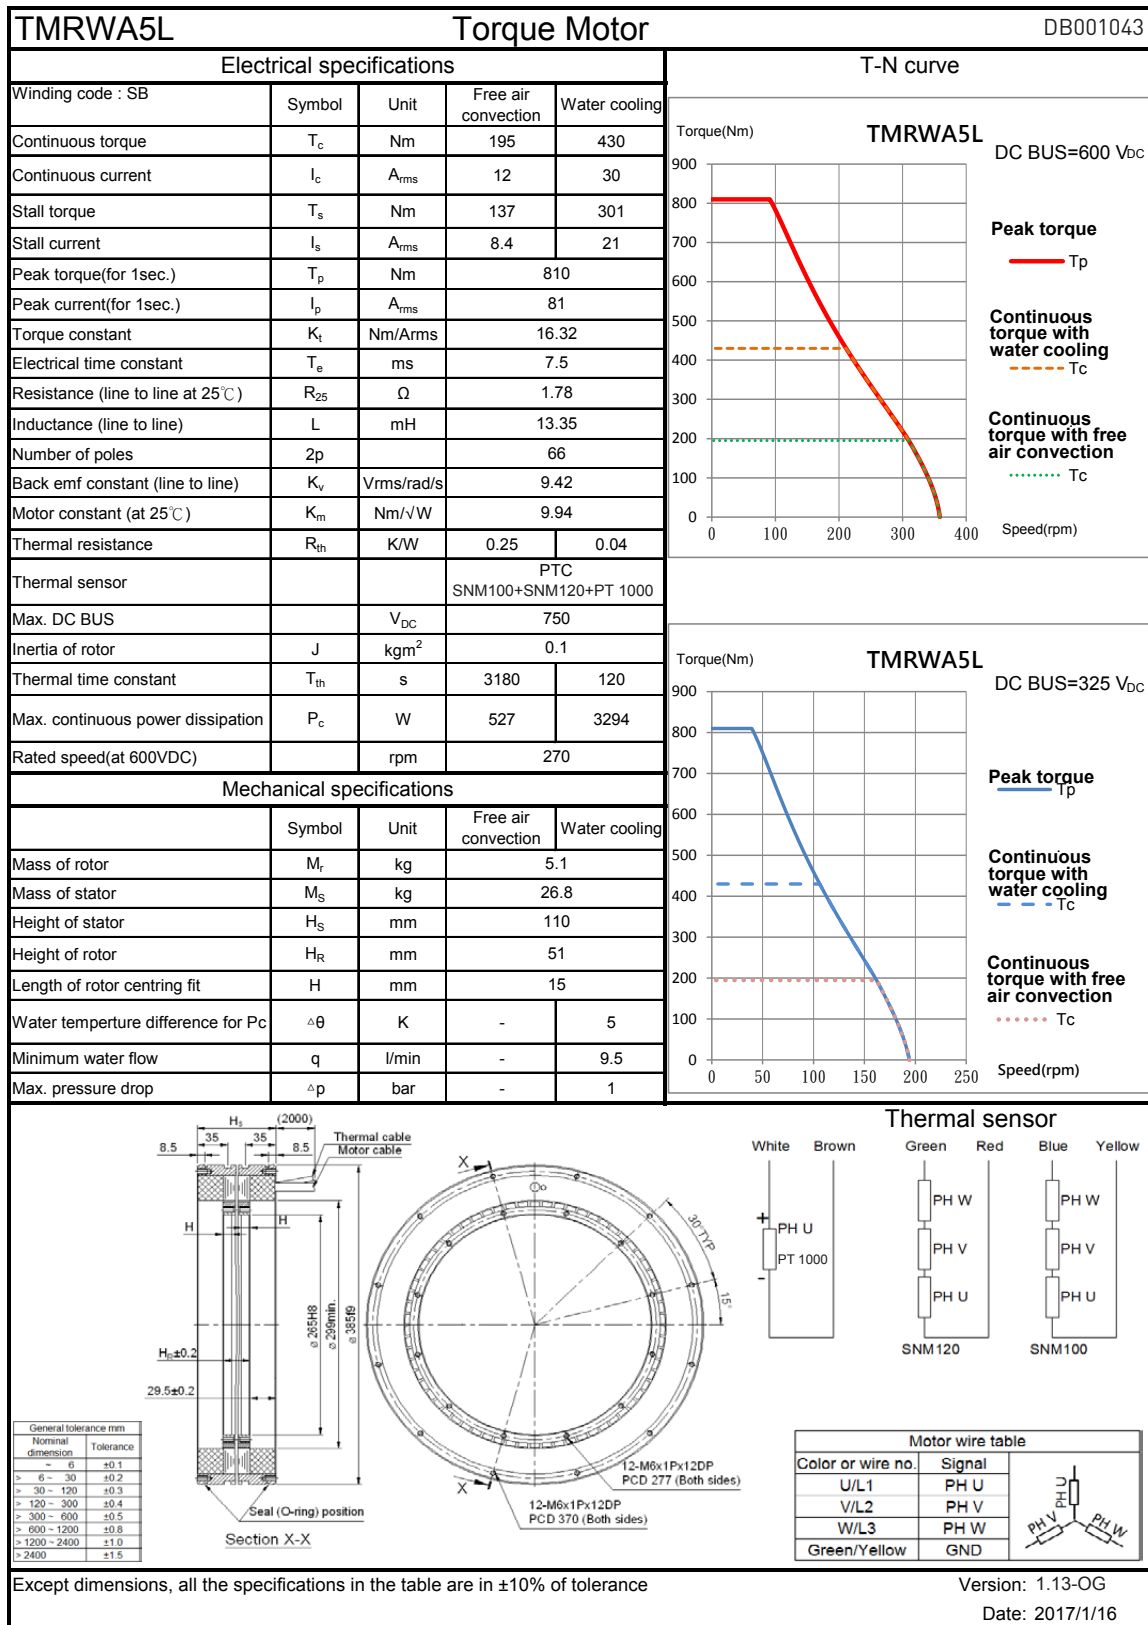 TMRWA5L Torque Motor DB001043
Electrical specifications
Winding code : SB Symbol Unit Free air convection Water cooling
Continuous torque Tc Nm 195 430
Continuous current Ic Arms 12 30
Stall torque Ts Nm 137 301
Stall current Is Arms 8.4 21
Peak torque(for 1sec.) Tp Nm 810
Peak current(for 1sec.) Ip Arms 81
Torque constant Kt Nm/Arms 16.32
Electrical time constant Te ms 7.5
Resistance (line to line at 25℃) R25 Ω 1.78
Inductance (line to line) L mH 13.35
Number of poles 2p 66
Back emf constant (line to line) Kv Vrms/rad/s 9.42
Motor constant (at 25℃) Km Nm/√W 9.94
Thermal resistance Rth K/W 0.25 0.04
Thermal sensor PTC SNM100+SNM120+PT 1000
Max. DC BUS VDC 750
Inertia of rotor J kgm² 0.1
Thermal time constant Tth s 3180 120
Max. continuous power dissipation Pc W 527 3294
Rated speed(at 600VDC) rpm 270
Mechanical specifications
Symbol Unit Free air convection Water cooling
Mass of rotor Mr kg 5.1
Mass of stator MS kg 26.8
Height of stator HS mm 110
Height of rotor HR mm 51
Length of rotor centring fit H mm 15
Water temperture difference for Pc △θ K - 5
Minimum water flow q l/min - 9.5
Max. pressure drop △p bar - 1
T-N curve
Torque(Nm) TMRWA5L
DC BUS=600 VDC
900
800
700
600
500
400
300
200
100
0
0 100 200 300 400 Speed(rpm)
Peak torque
Tp
Continuous
torque with
water cooling
Tc
Continuous
torque with free
air convection
Tc
Torque(Nm) TMRWA5L
DC BUS=325 VDC
900
800
700
600
500
400
300
200
100
0
0 50 100 150 200 250 Speed(rpm)
Peak torque
Tp
Continuous
torque with
water cooling
Tc
Continuous
torque with free
air convection
Tc
HS (2000)
35 35
8.5 8.5
Thermal cable
Motor cable
H H
⌀ 265H8
⌀ 299min.
⌀ 385f9
HR±0.2
29.5±0.2
Seal (O-ring) position
Section X-X
X
X
30°TYP
15°
12-M6x1Px12DP
PCD 277 (Both sides)
12-M6x1Px12DP
PCD 370 (Both sides)
General tolerance mm
Nominal dimension Tolerance
~ 6 ±0.1
> 6 ~ 30 ±0.2
> 30 ~ 120 ±0.3
> 120 ~ 300 ±0.4
> 300 ~ 600 ±0.5
> 600 ~ 1200 ±0.8
> 1200 ~ 2400 ±1.0
> 2400 ±1.5
Thermal sensor
White Brown Green Red Blue Yellow
+
PH U
PT 1000
-
PH W
PH V
PH U
SNM120
PH W
PH V
PH U
SNM100
Motor wire table
Color or wire no. Signal
U/L1 PH U
V/L2 PH V
W/L3 PH W
Green/Yellow GND
PH U
PH V
PH W
Except dimensions, all the specifications in the table are in ±10% of tolerance
Version: 1.13-OG
Date: 2017/1/16